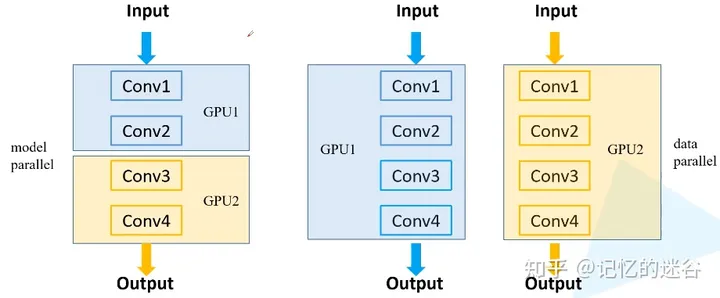 Input
Conv1
GPU1
Conv2
model
parallel
Conv3
GPU2
Conv4
Output
Input
Conv1
Conv2
GPU1
Conv3
Conv4
Output
Input
Conv1
Conv2
GPU2
Conv3
Conv4
Output
data
parallel
知乎 @记忆的迷谷